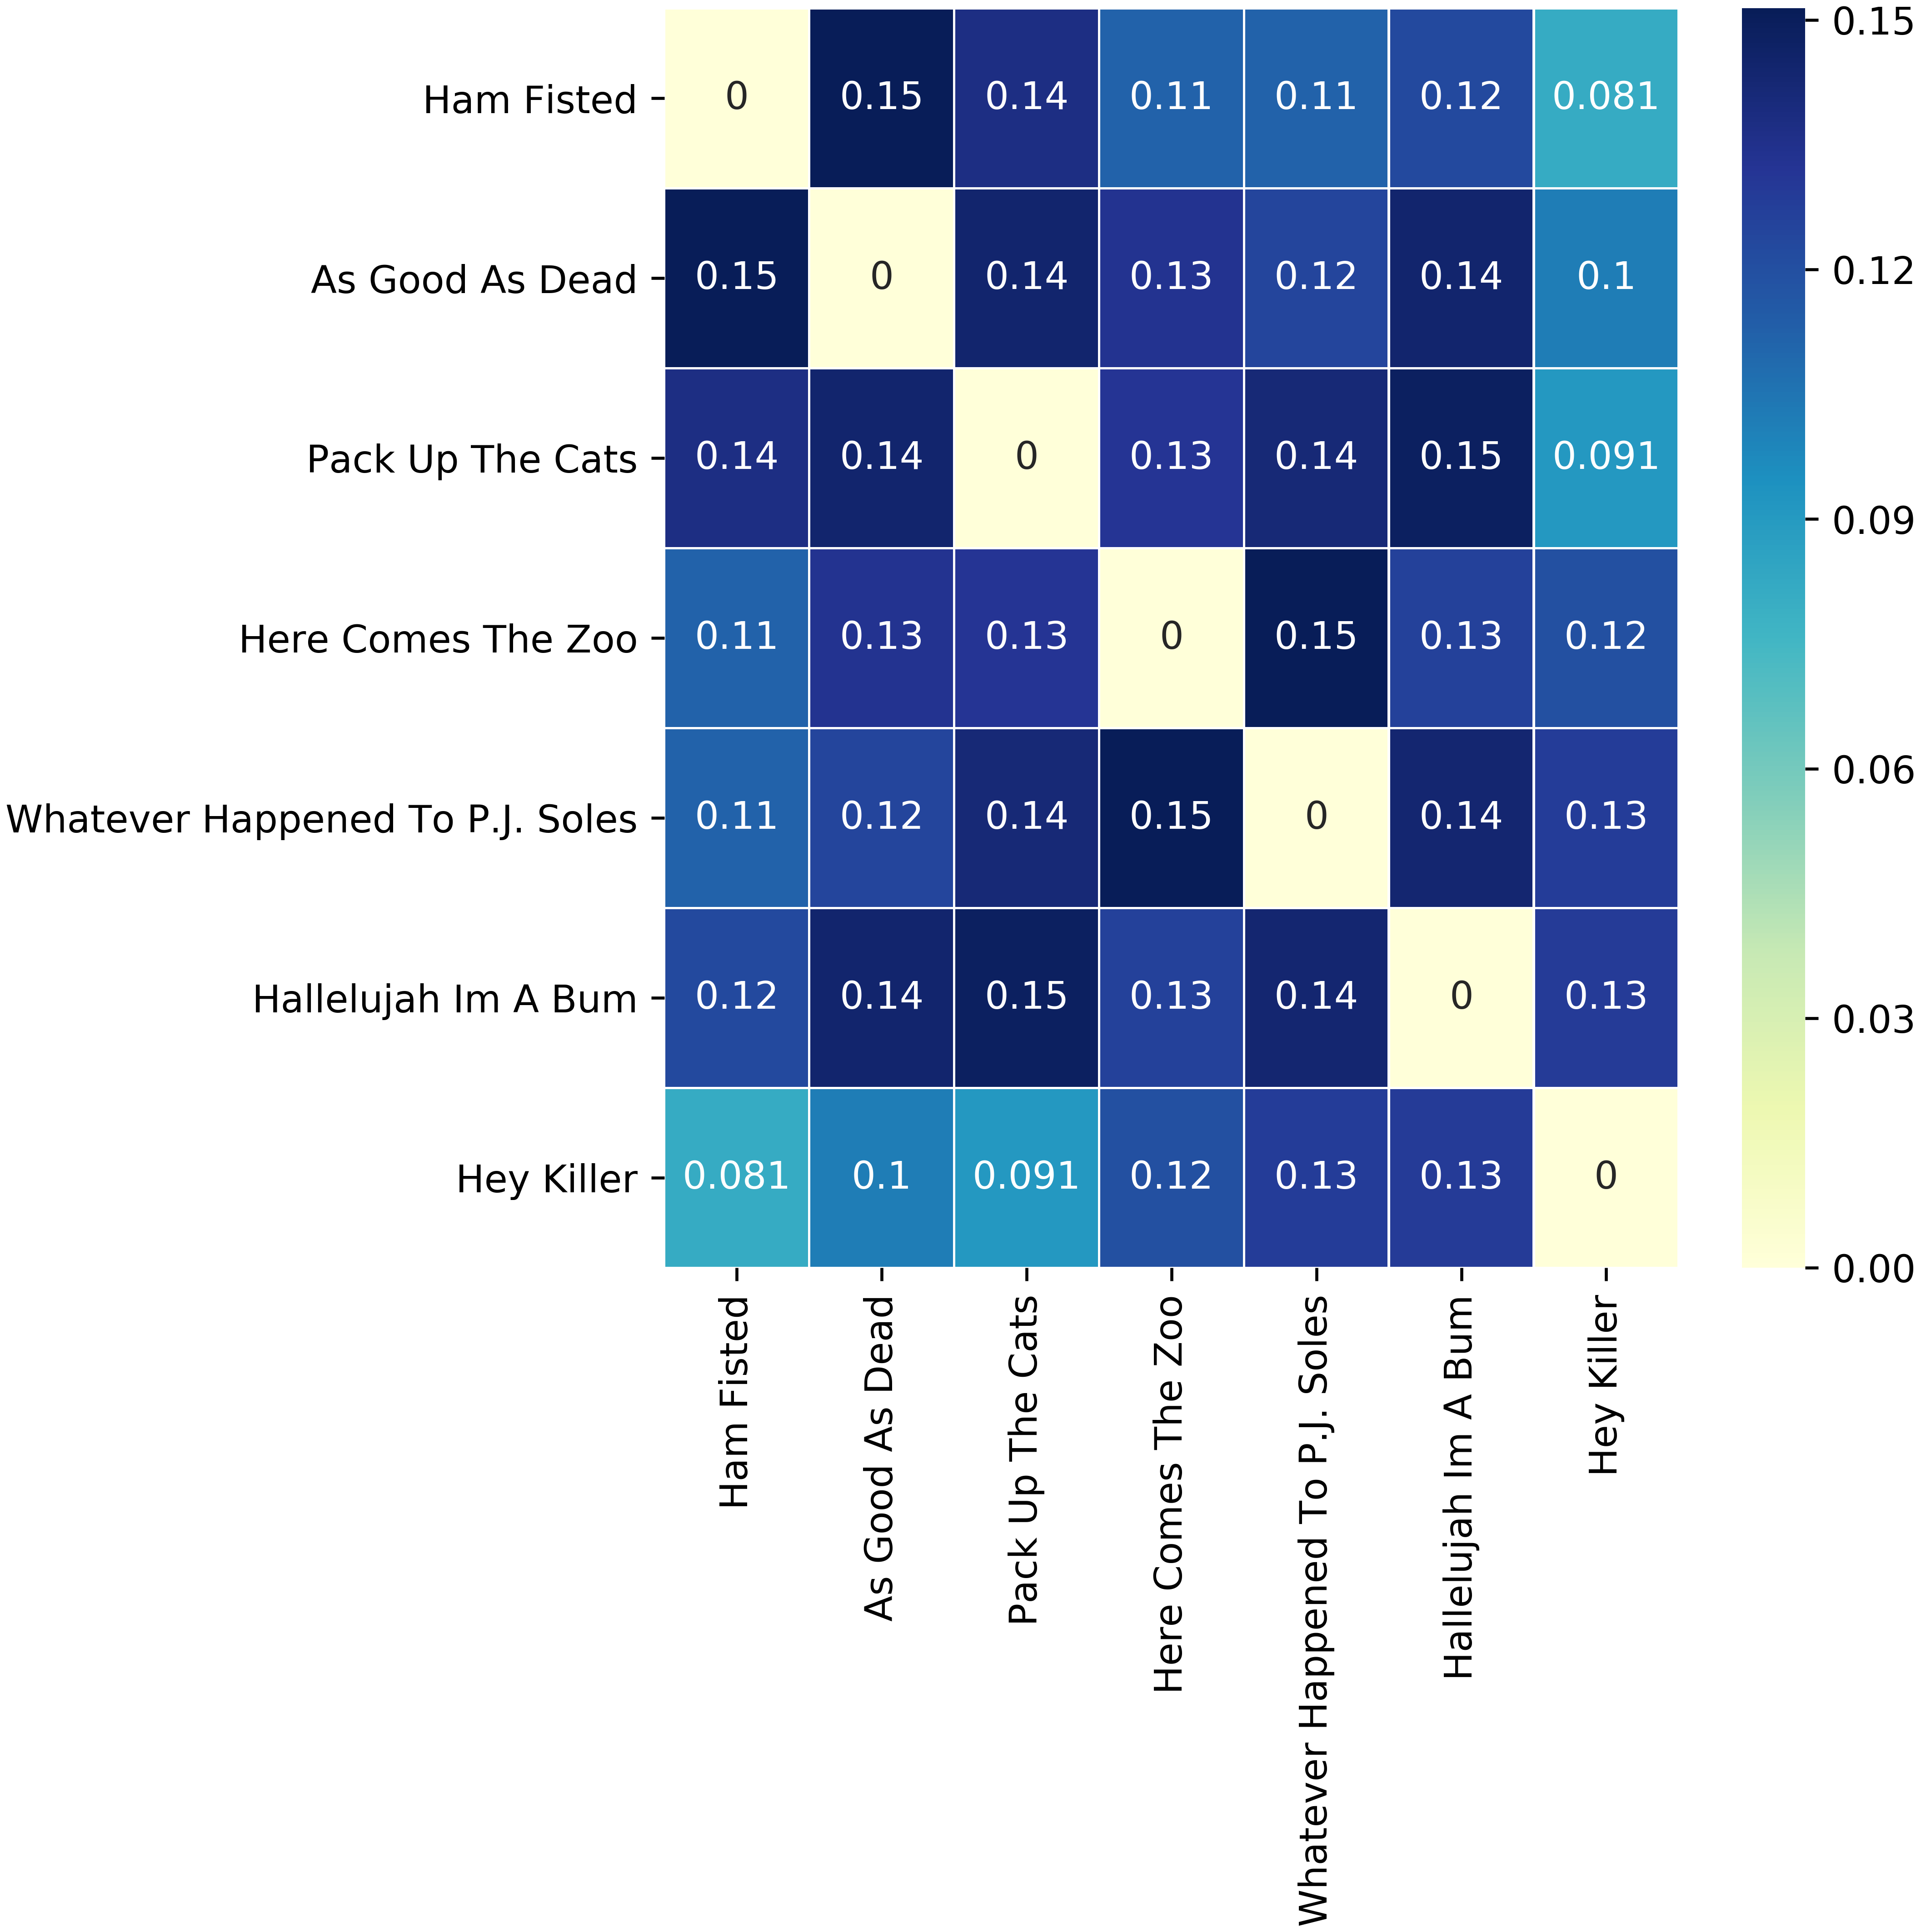 Ham Fisted 0 0.15 0.14 0.11 0.11 0.12 0.081
As Good As Dead 0.15 0 0.14 0.13 0.12 0.14 0.1
Pack Up The Cats 0.14 0.14 0 0.13 0.14 0.15 0.091
Here Comes The Zoo 0.11 0.13 0.13 0 0.15 0.13 0.12
Whatever Happened To P.J. Soles 0.11 0.12 0.14 0.15 0 0.14 0.13
Hallelujah Im A Bum 0.12 0.14 0.15 0.13 0.14 0 0.13
Hey Killer 0.081 0.1 0.091 0.12 0.13 0.13 0
Ham Fisted
As Good As Dead
Pack Up The Cats
Here Comes The Zoo
Whatever Happened To P.J. Soles
Hallelujah Im A Bum
Hey Killer
0.15
0.12
0.09
0.06
0.03
0.00